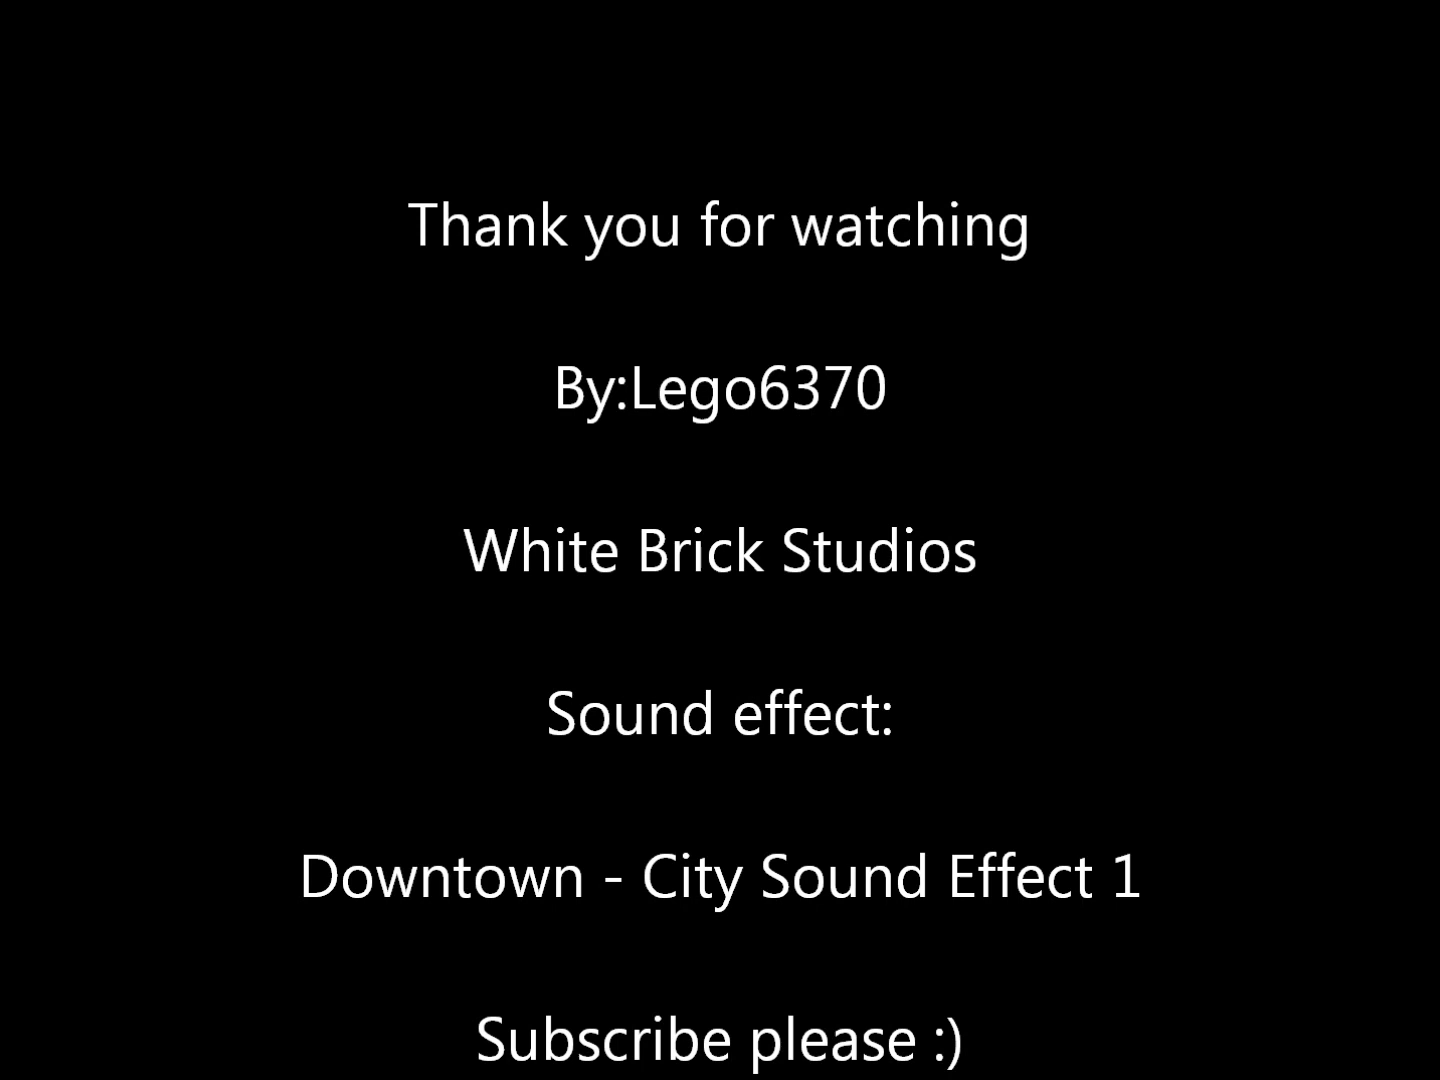 Thank you for watching
By:Lego6370
White Brick Studios
Sound effect:
Downtown - City Sound Effect 1
Subscribe please :)